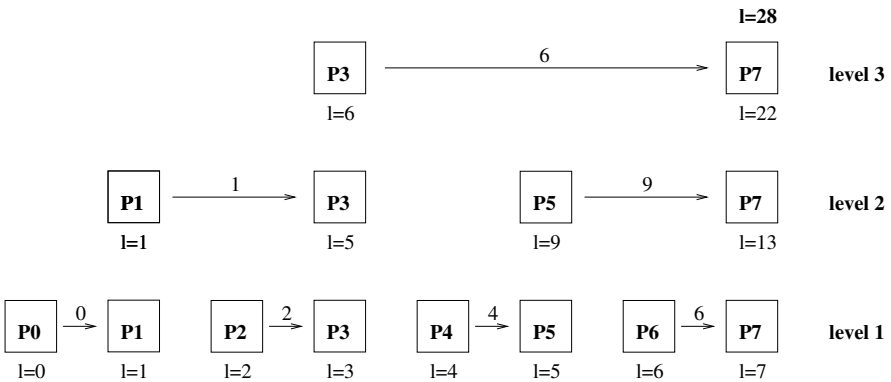 l=28
6
P3 P7 level 3
l=6 l=22
1 9
P1 P3 P5 P7 level 2
l=1 l=5 l=9 l=13
0 2 4 6
P0 P1 P2 P3 P4 P5 P6 P7 level 1
l=0 l=1 l=2 l=3 l=4 l=5 l=6 l=7